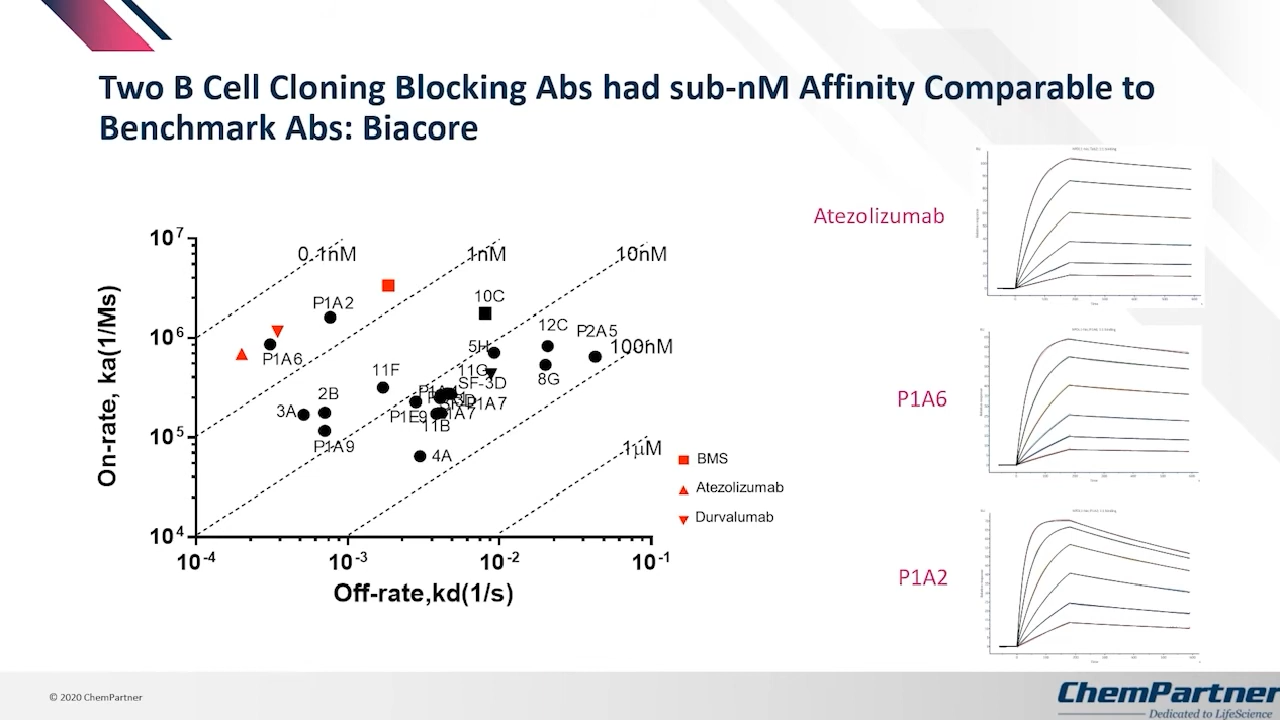 Two B Cell Cloning Blocking Abs had sub-nM Affinity Comparable to
Benchmark Abs: Biacore
On-rate, ka(1/Ms)
10^7
10^6
10^5
10^4
0.1nM
1nM
10nM
100nM
1µM
P1A2
10C
P1A6
12C
P2A5
5H
8G
11F
11G
SF-3D
2B
3A
P1E9
11B
P1A9
4A
10^-4
10^-3
10^-2
10^-1
Off-rate,kd(1/s)
BMS
Atezolizumab
Durvalumab
Atezolizumab
P1A6
P1A2
© 2020 ChemPartner
ChemPartner
Dedicated to LifeScience